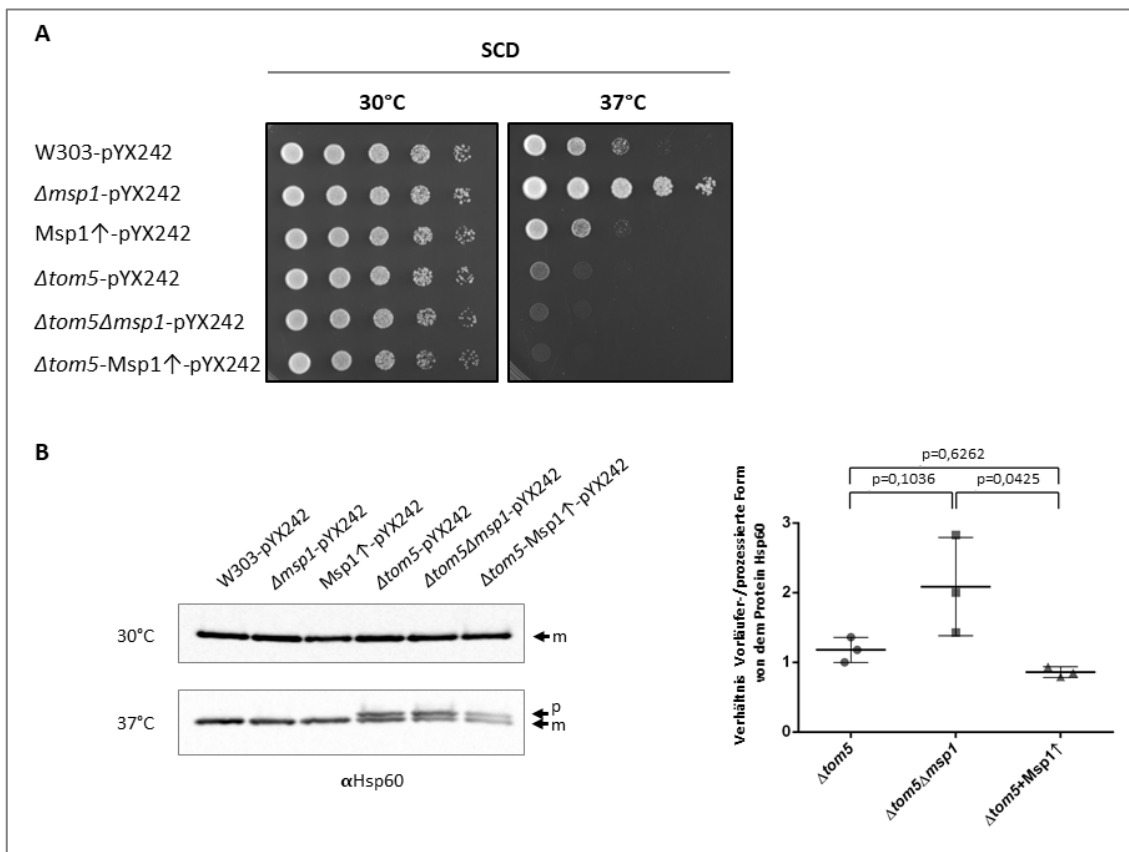 A
SCD
30°C
37°C
W303-pYX242
Δmsp1-pYX242
Msp1↑-pYX242
Δtom5-pYX242
Δtom5Δmsp1-pYX242
Δtom5-Msp1↑-pYX242
B
W303-pYX242
Δmsp1-pYX242
Msp1↑-pYX242
Δtom5-pYX242
Δtom5Δmsp1-pYX242
Δtom5-Msp1↑-pYX242
30°C
m
37°C
p
m
αHsp60
p=0,6262
p=0,1036
p=0,0425
Verhältnis Vorläufer-/prozessierte Form
von dem Protein Hsp60
3
2
1
0
Δtom5
Δtom5Δmsp1
Δtom5+Msp1↑